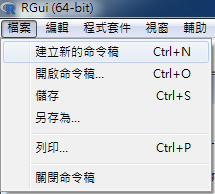 RGui (64-bit)
檔案 編輯 程式套件 視窗 輔助
建立新的命令稿 Ctrl+N
開啟命令稿... Ctrl+O
儲存 Ctrl+S
另存為...
列印... Ctrl+P
關閉命令稿